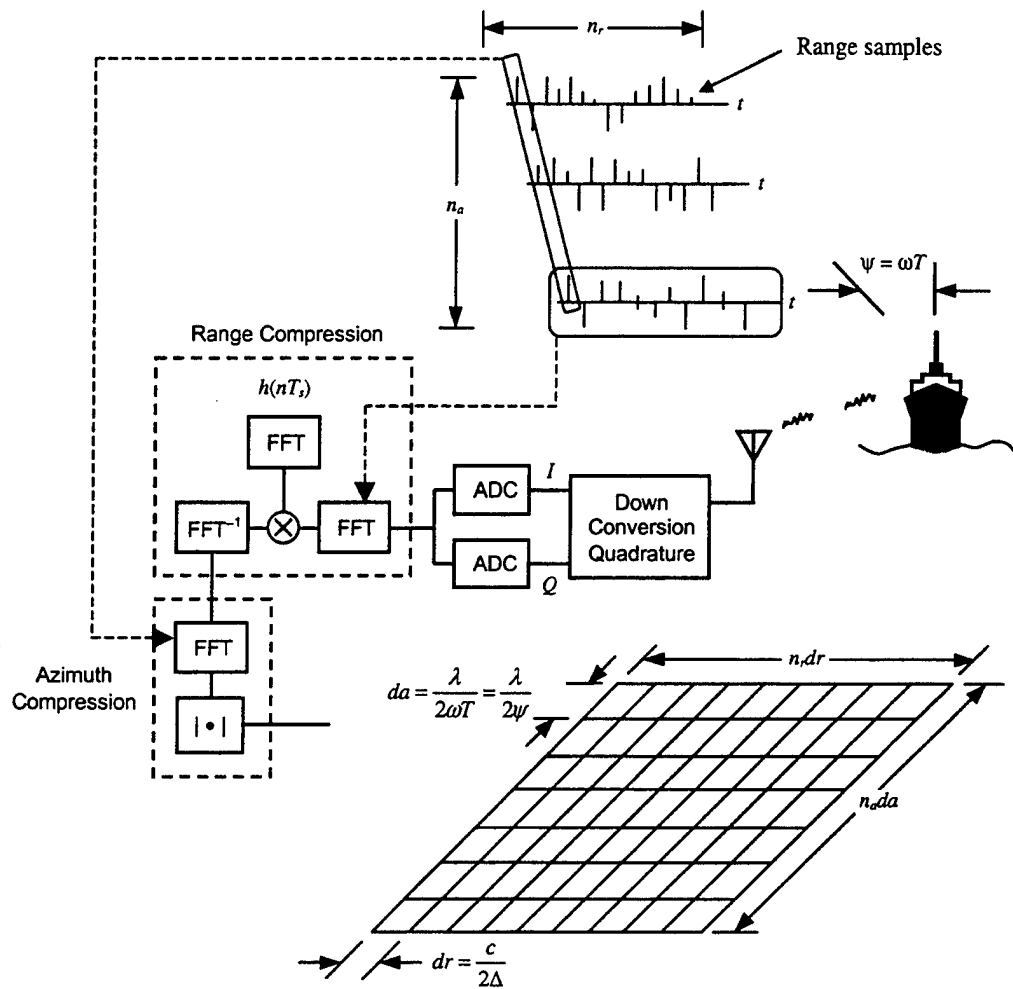 n_r
Range samples
t
n_a
t
t
ψ = ωT
Range Compression
h(nT_s)
FFT
FFT⁻¹
FFT
ADC
I
ADC
Q
Down
Conversion
Quadrature
FFT
Azimuth
Compression
|•|
da = λ/2ωT = λ/2ψ
n_r dr
n_a da
dr = c/2Δ